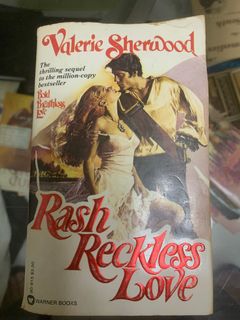 Valerie Sherwood
The
thrilling sequel
to the million-copy
bestseller
Bold
Breathless
Love
Rash
Reckless
Love
WARNER BOOKS